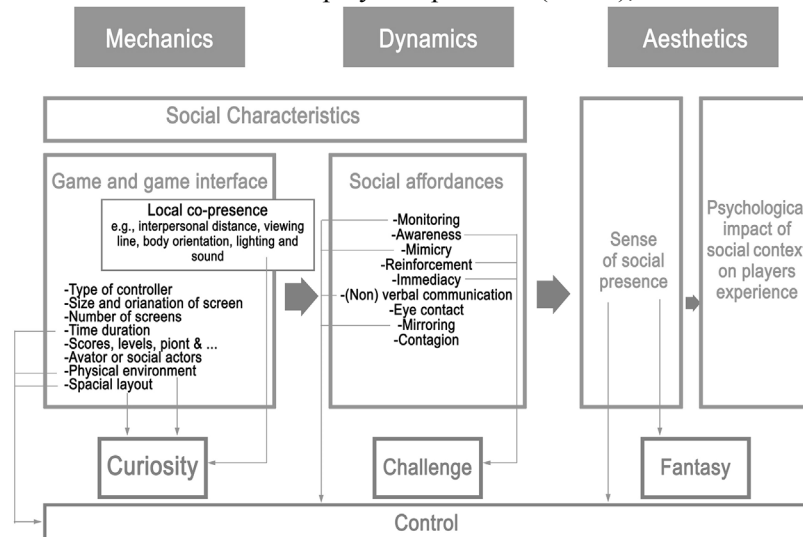 Mechanics
Dynamics
Aesthetics
Social Characteristics
Game and game interface
Local co-presence
e.g., interpersonal distance, viewing
line, body orientation, lighting and
sound
-Type of controller
-Size and orianation of screen
-Number of screens
-Time duration
-Scores, levels, piont & ...
-Avator or social actors
-Physical environment
-Spacial layout
Social affordances
-Monitoring
-Awareness
-Mimicry
-Reinforcement
-Immediacy
-(Non) verbal communication
-Eye contact
-Mirroring
-Contagion
Sense
of social
presence
Psychological
impact of
social context
on players
experience
Curiosity
Challenge
Fantasy
Control